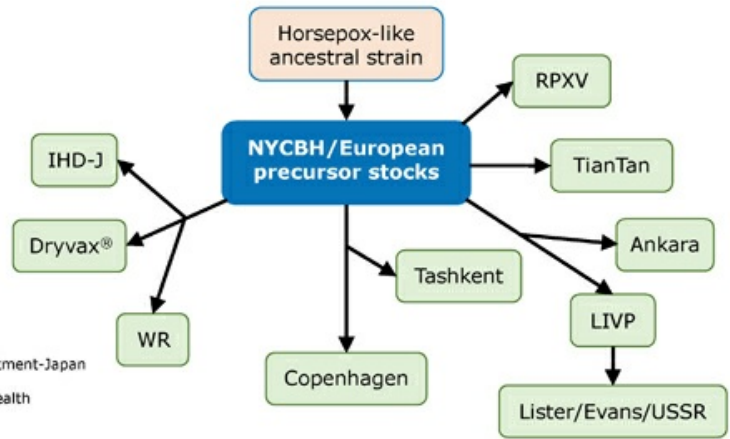 Horsepox-like
ancestral strain
RPXV
NYCBH/European
precursor stocks
IHD-J
TianTan
Dryvax®
Ankara
Tashkent
LIVP
WR
Copenhagen
Lister/Evans/USSR
-Japan